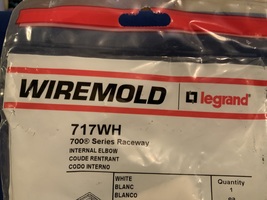 WIREMOLD legrand®
717WH
700® Series Raceway
INTERNAL ELBOW
COUDE RENTRANT
CODO INTERNO
WHITE
BLANC
BLANCO
Quantity
1